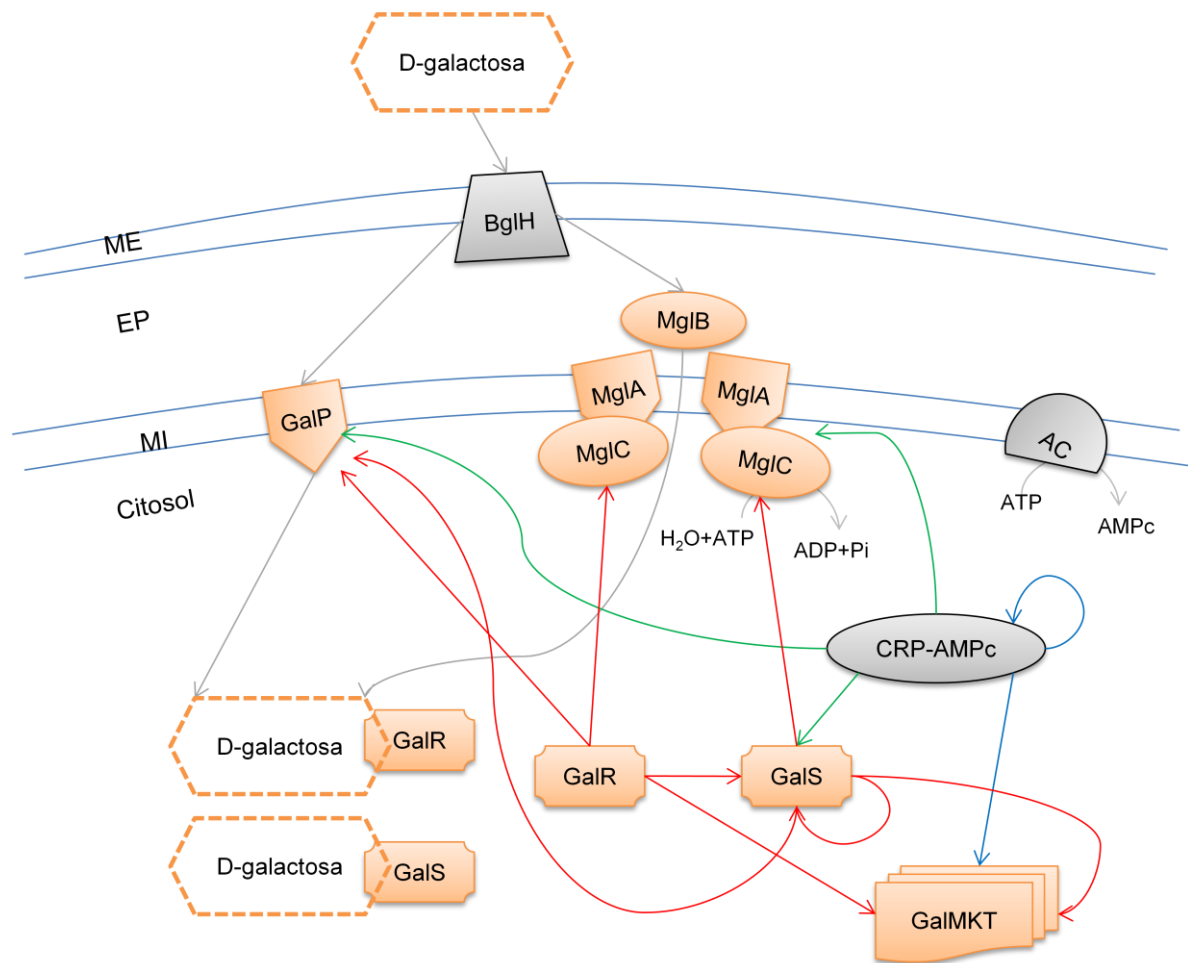 D-galactosa
BglH
ME
EP
MglB
MglA
MglA
GalP
MI
MglC
MglC
AC
Citosol
ATP
AMPc
H₂O+ATP
ADP+Pi
CRP-AMPc
D-galactosa
GalR
GalR
GalS
D-galactosa
GalS
GalMKT